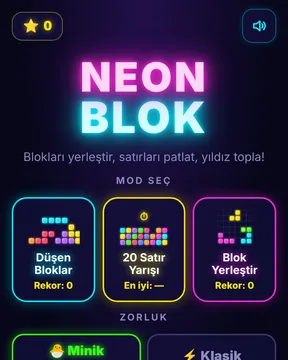 ⭐ 0
NEON
BLOK
Blokları yerleştir, satırları patlat, yıldız topla!
MOD SEÇ
Düşen
Bloklar
Rekor: 0
20 Satır
Yarışı
En iyi: —
Blok
Yerleştir
Rekor: 0
ZORLUK
🐣 Minik
⚡ Klasik